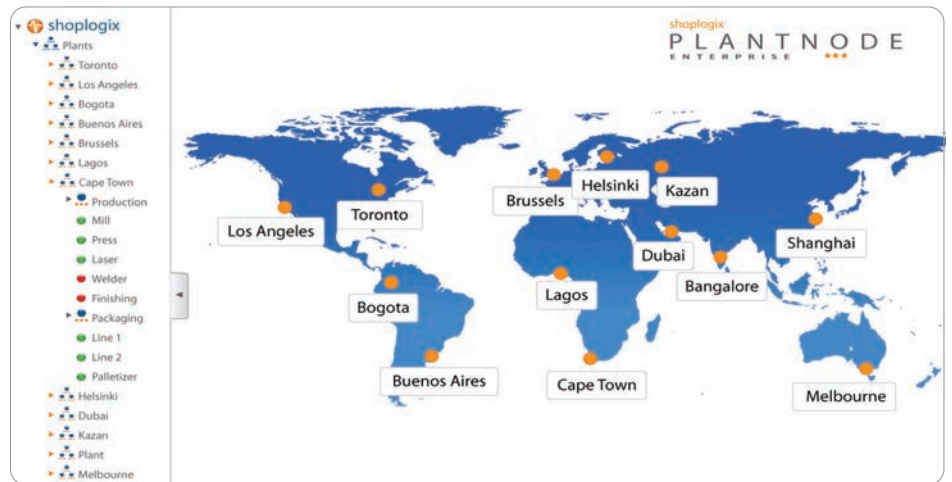 shoplogix
Plants
Toronto
Los Angeles
Bogota
Buenos Aires
Brussels
Lagos
Cape Town
Production
Mill
Press
Laser
Welder
Finishing
Packaging
Line 1
Line 2
Palletizer
Helsinki
Dubai
Kazan
Plant
Melbourne
shoplogix
PLANTNODE
ENTERPRISE
Helsinki
Kazan
Brussels
Toronto
Los Angeles
Shanghai
Dubai
Bangalore
Lagos
Bogota
Buenos Aires
Cape Town
Melbourne